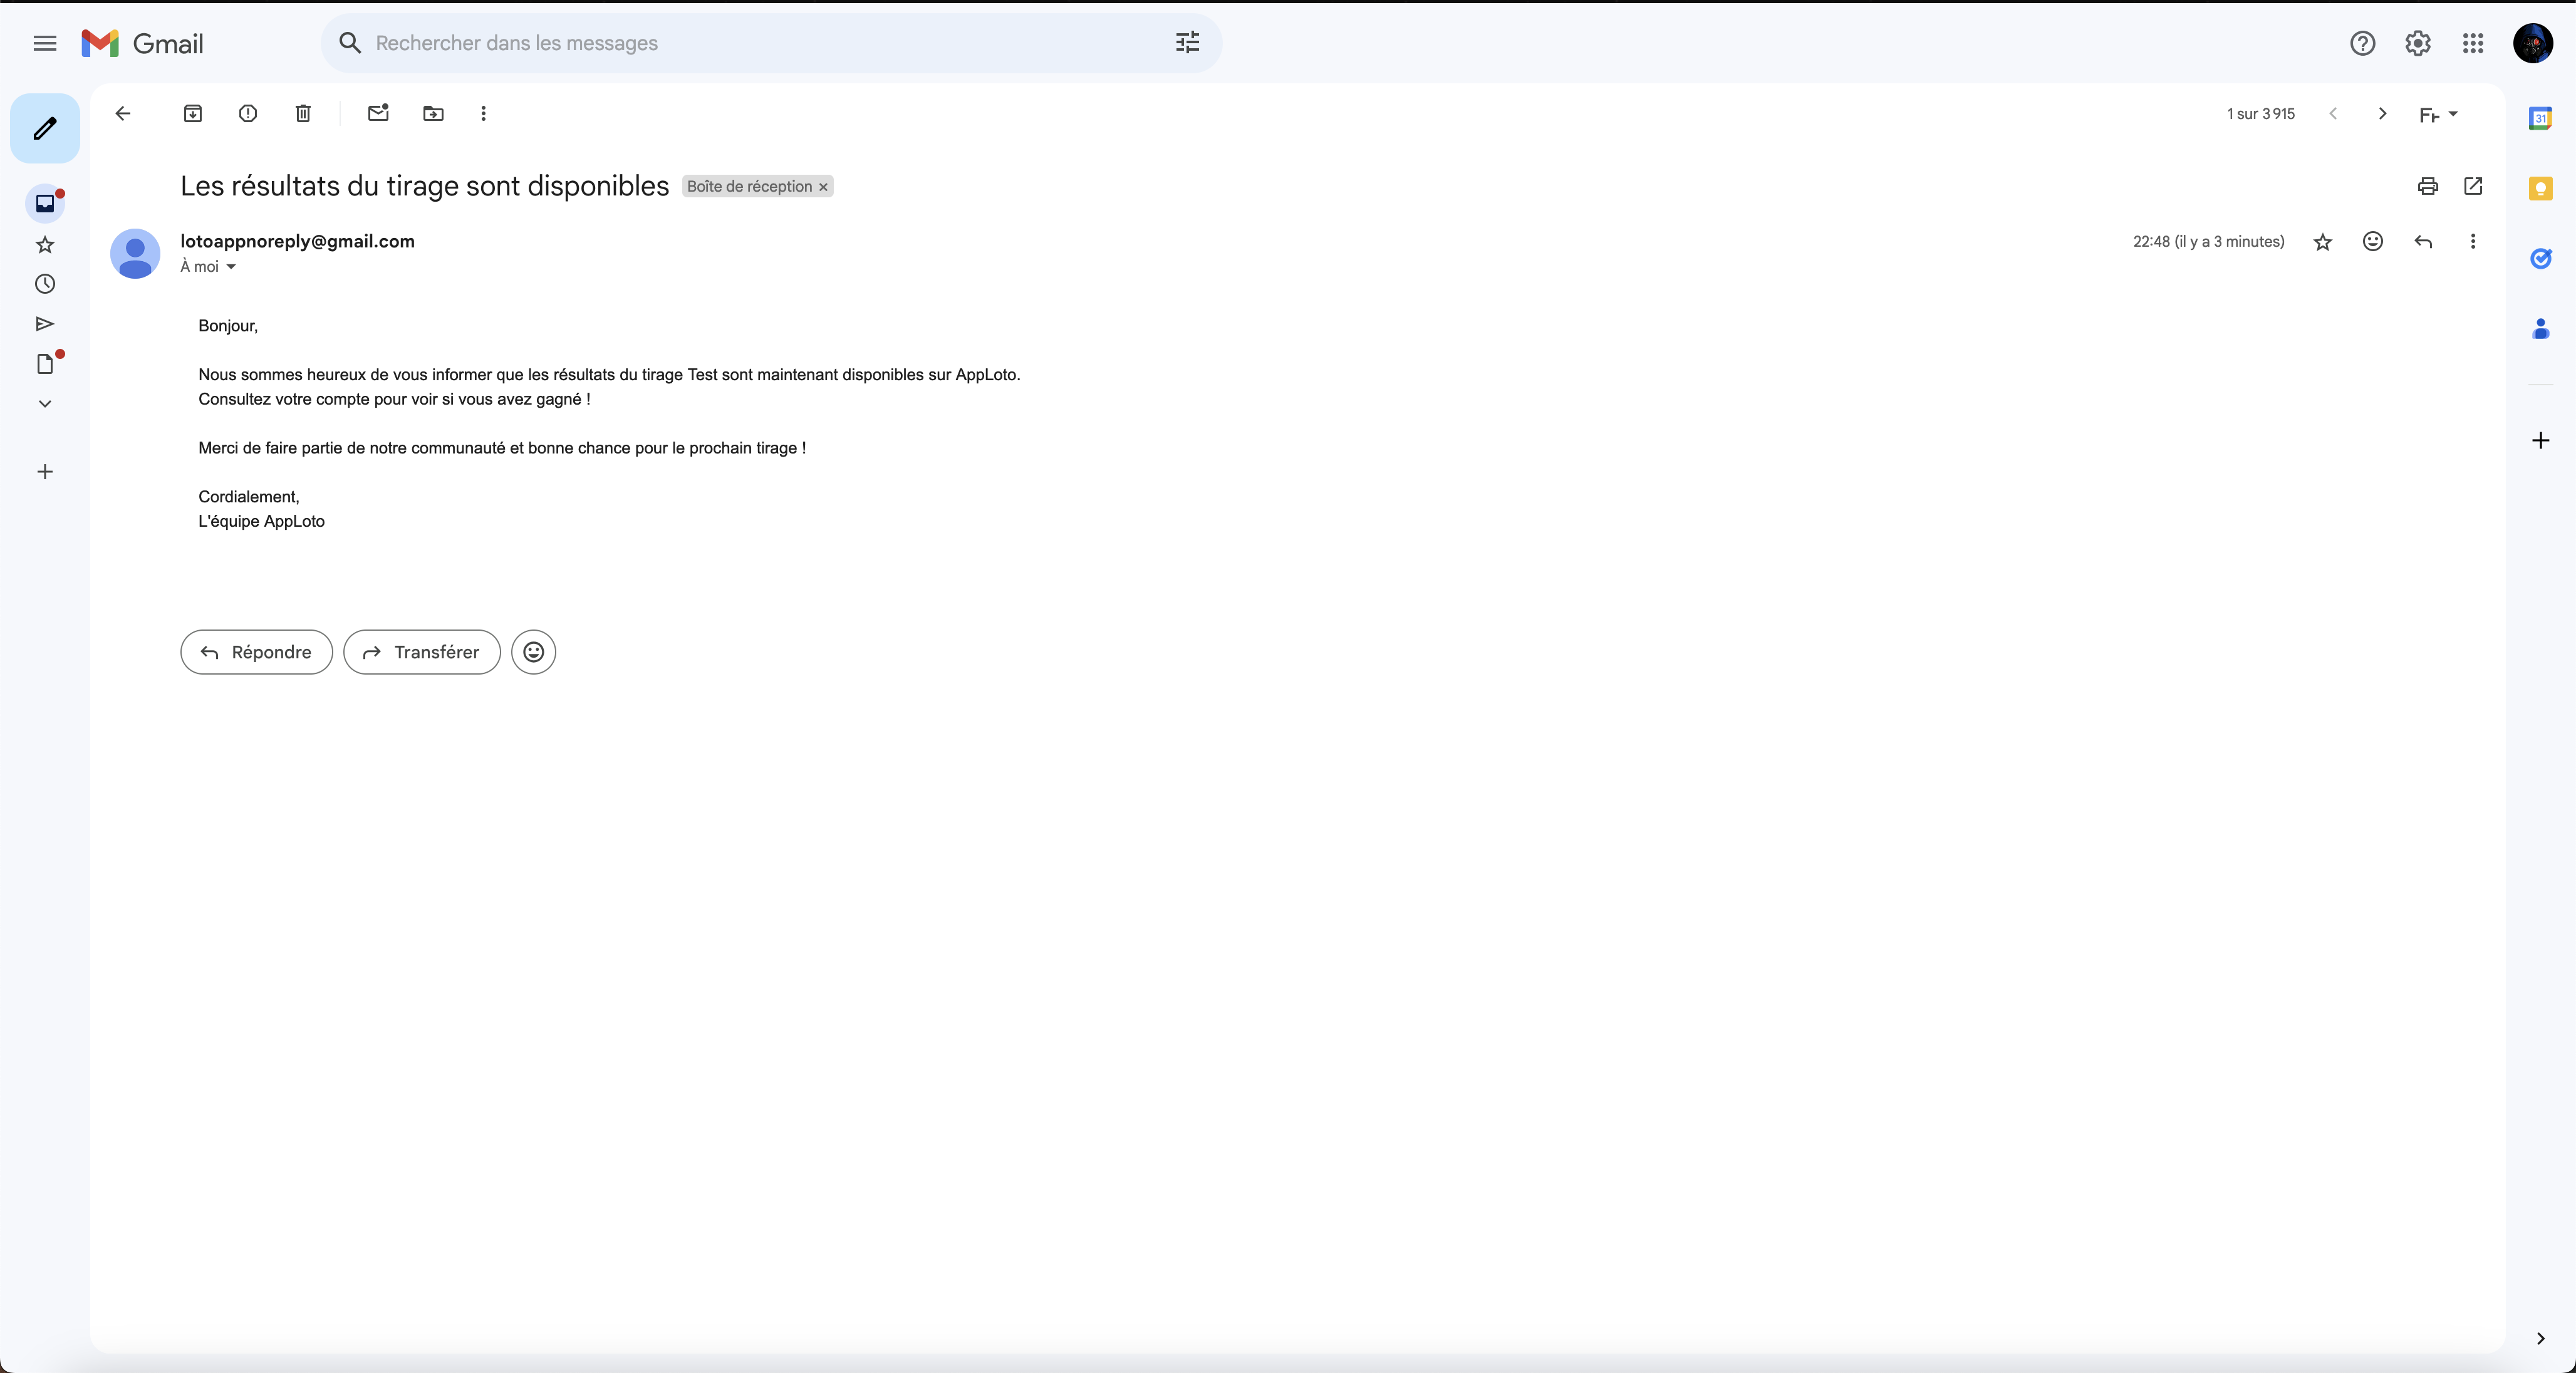 Gmail
Rechercher dans les messages
1 sur 3 915
Fr
31
Les résultats du tirage sont disponibles
Boîte de réception ×
lotoappnoreply@gmail.com
22:48 (il y a 3 minutes)
À moi
Bonjour,
Nous sommes heureux de vous informer que les résultats du tirage Test sont maintenant disponibles sur AppLoto.
Consultez votre compte pour voir si vous avez gagné !
Merci de faire partie de notre communauté et bonne chance pour le prochain tirage !
Cordialement,
L'équipe AppLoto
Répondre
Transférer